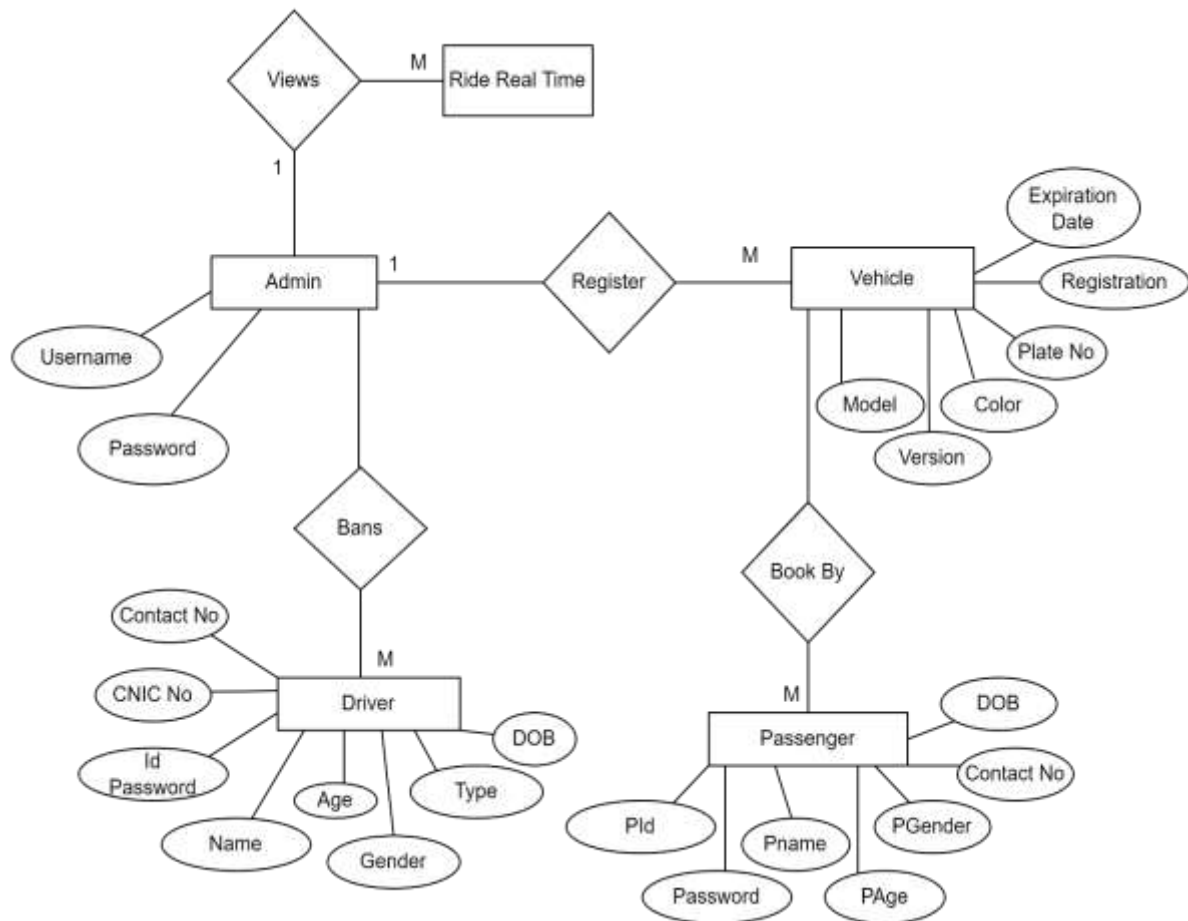 Views
M
Ride Real Time
1
Expiration
Date
Admin
1
Register
M
Vehicle
Registration
Username
Plate No
Model
Color
Password
Version
Bans
Book By
Contact No
M
CNIC No
Driver
M
DOB
Id
Password
DOB
Passenger
Contact No
Age
Type
PId
PGender
Name
Gender
Pname
Password
PAge